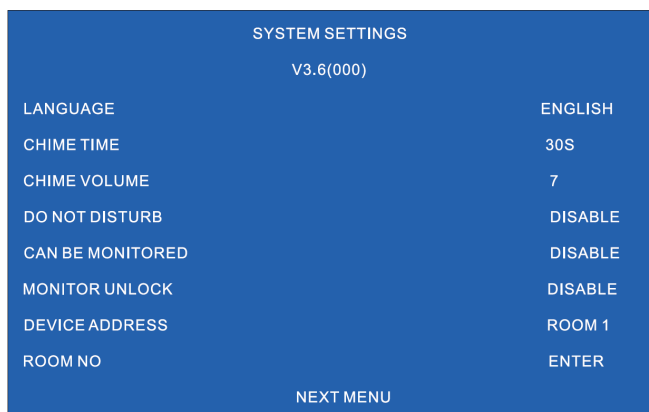 SYSTEM SETTINGS
V3.6(000)
LANGUAGE ENGLISH
CHIME TIME 30S
CHIME VOLUME 7
DO NOT DISTURB DISABLE
CAN BE MONITORED DISABLE
MONITOR UNLOCK DISABLE
DEVICE ADDRESS ROOM 1
ROOM NO ENTER
NEXT MENU